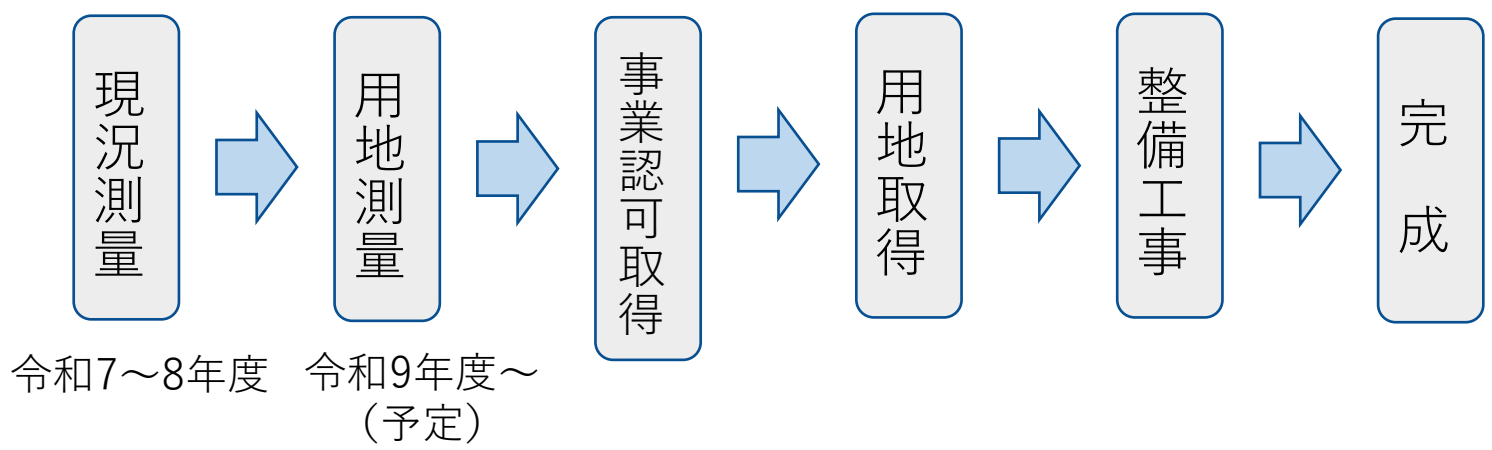 現況測量
用地測量
事業認可取得
用地取得
整備工事
完成
令和7～8年度
令和9年度～
（予定）